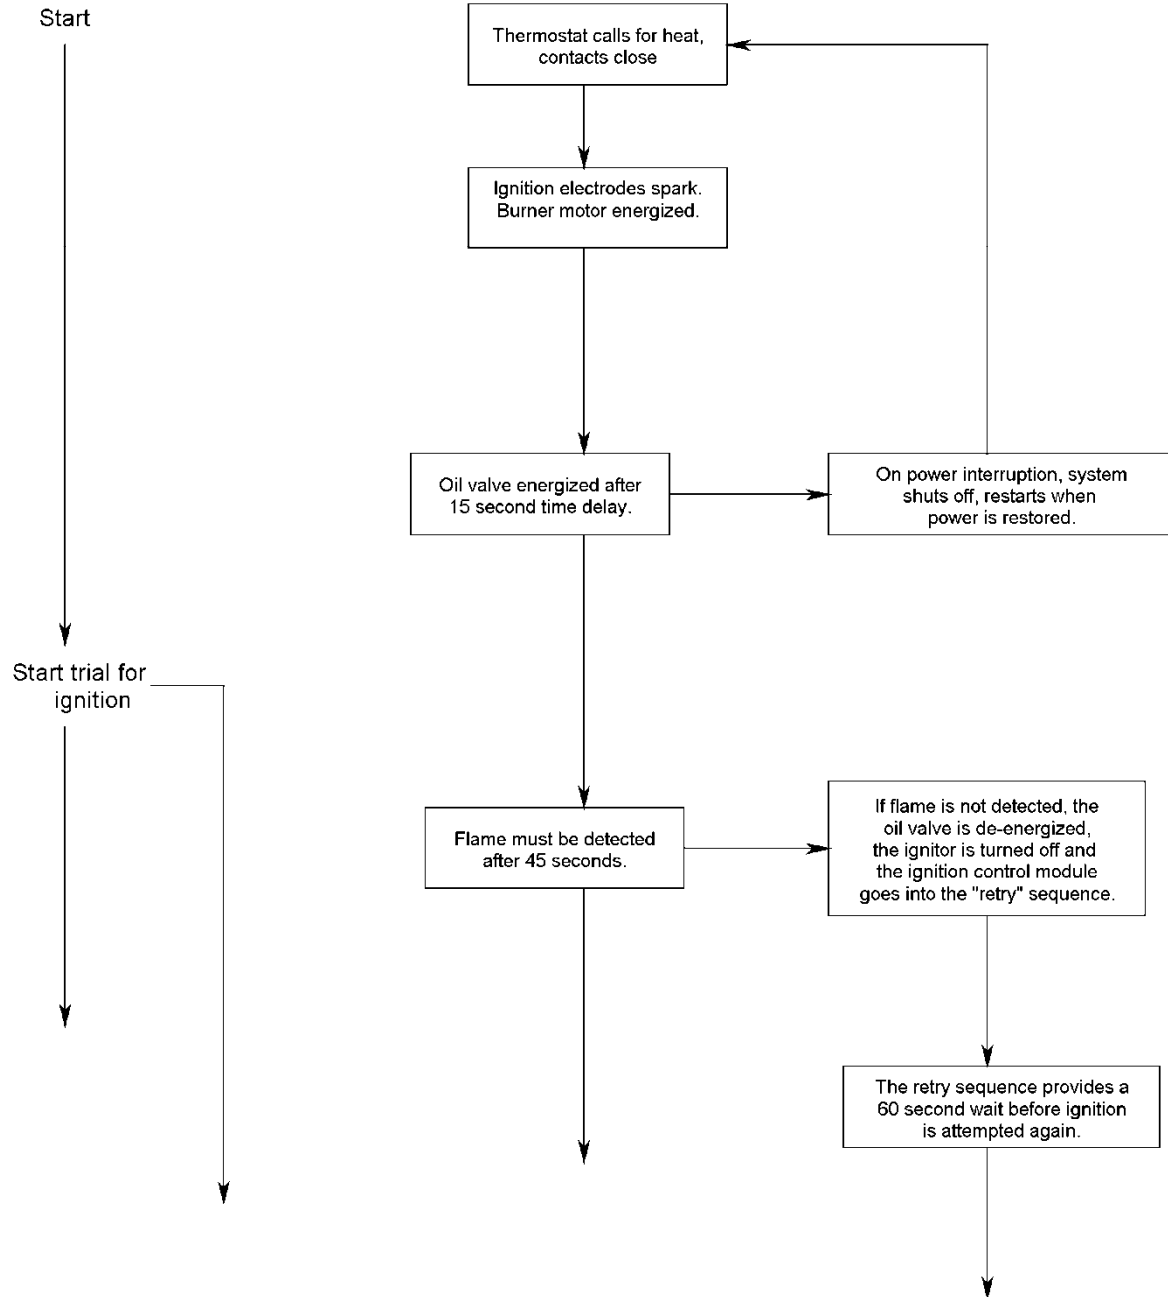 Start
Thermostat calls for heat,
contacts close
Ignition electrodes spark.
Burner motor energized.
Oil valve energized after
15 second time delay.
On power interruption, system
shuts off, restarts when
power is restored.
Start trial for
ignition
Flame must be detected
after 45 seconds.
If flame is not detected, the
oil valve is de-energized,
the ignitor is turned off and
the ignition control module
goes into the "retry" sequence.
The retry sequence provides a
60 second wait before ignition
is attempted again.